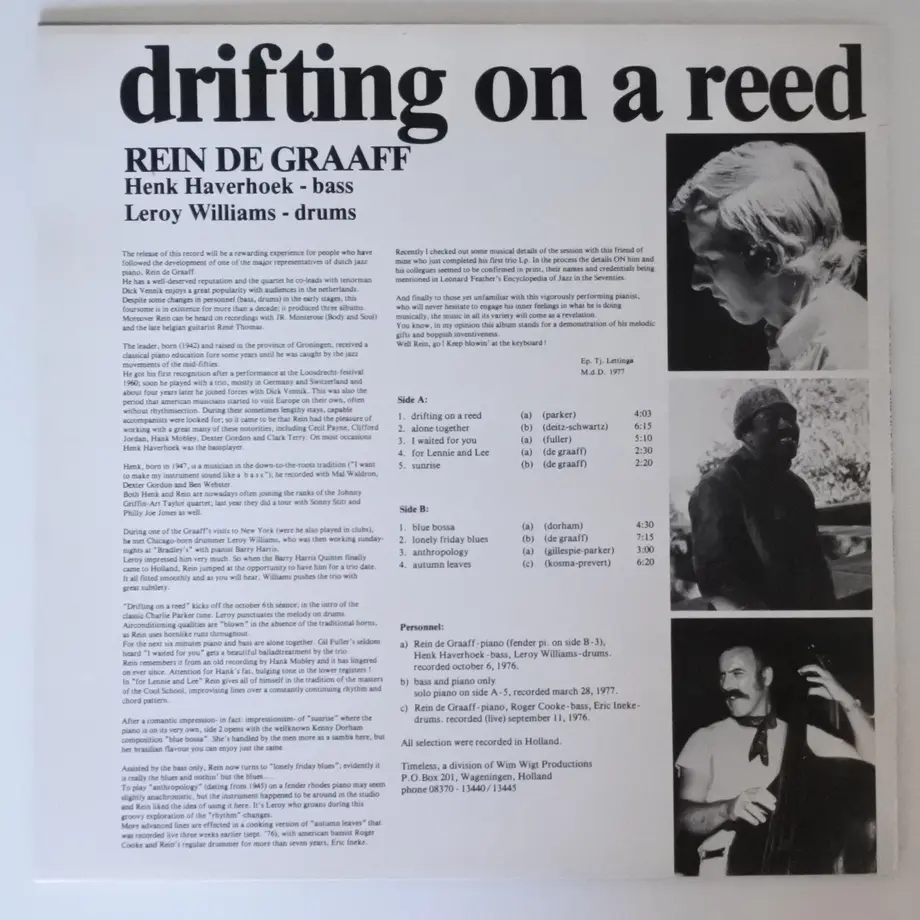 drifting on a reed
REIN DE GRAAFF
Henk Haverhoek - bass
Leroy Williams - drums
The release of this record will be a rewarding experience for people who have
followed the development of one of the major representatives of dutch jazz
piano, Rein de Graaff.
He has a well-deserved reputation and the quartet he co-leads with tenorman
Dick Vennik enjoys a great popularity with audiences in the netherlands.
Despite some changes in personnel (bass, drums) in the early stages, this
foursome is in existence for more than a decade; is produced three albums.
Moreover Rein can be heard on recordings with JR. Monterose (Body and Soul)
and the late belgian guitarist René Thomas.
The leader, born (1942) and raised in the province of Groningen, received a
classical piano education fore some years until he was caught by the jazz
movements of the mid-fifties.
He got his first recognition after a performance at the Loosdrecht-festival
1960; soon he played with a trio, mostly in Germany and Switzerland and
about four years later he joined forces with Dick Vennik. This was also the
period that american musicians started to visit Europe on their own, often
without rhythmsection. During these sometimes lengthy stays, capable
accompanists were looked for; so it came to be that Rein had the pleasure of
working with a great many of these notorities, including Cecil Payne, Clifford
Jordan, Hank Mobley, Dexter Gordon and Clark Terry. On most occasions
Henk Haverhoek was the bassplayer.
Henk, born in 1947, is a musician in the down-to-the-roots tradition ("I want
to make my instrument sound like a b a s s"); he recorded with Mal Waldron,
Dexter Gordon and Ben Webster.
Both Henk and Rein are nowadays often joining the ranks of the Johnny
Griffin-Art Taylor quartet; last year they did a tour with Sonny Stitt and
Philly Joe Jones as well.
During one of the Graaff's visits to New York (were he also played in clubs),
he met Chicago-born drummer Leroy Williams, who was then working sunday-
nights at "Bradley's" with pianist Barry Harris.
Leroy impressed him very much. So when the Barry Harris Quintet finally
came to Holland, Rein jumped at the opportunity to have him for a trio date.
It all fitted smoothly and as you will hear, Williams pushes the trio with
great subtlery.
"Drifting on a reed" kicks off the october 6th séance; in the intro of the
classic Charlie Parker tune. Leroy punctuates the melody on drums.
Airconditioning qualities are "blown" in the absence of the traditional horns,
as Rein uses hornlike runs throughout.
For the next six minutes piano and bass are alone together. Gil Fuller's seldom
heard "I waited for you" gets a beautiful balladtreatment by the trio.
Rein remembers it from an old recording by Hank Mobley and it has lingered
on ever since. Attention for Hank's fat, bulging tone in the lower registers !
In "for Lennie and Lee" Rein gives all of himself in the tradition of the masters
of the Cool School, improvising lines over a constantly continuing rhythm and
chord pattern.
After a romantic impression- in fact: impressionism- of "sunrise" where the
piano is on its very own, side 2 opens with the wellknown Kenny Dorham
composition "blue bossa". She's handled by the men more as a samba here, but
her brasilian flavour you can enjoy just the same.
Assisted by the bass only, Rein now turns to "lonely friday blues"; evidently it
is really the blues and nothin' but the blues....
To play "anthropology" (dating from 1945) on a fender rhodes piano may seem
slightly anachromatic, but the instrument happened to be around in the studio
and Rein liked the idea of using it here. It's Leroy who groans during this
groovy exploration of the "rhythm" changes.
More advanced lines are effected in a cooking version of "autumn leaves" that
was recorded live three weeks earlier (sept. '76), with american bassist Roger
Cooke and Rein's regular drummer for more than seven years, Eric Ineke.
Recently I checked out some musical details of the session with this friend of
mine who just completed his first trio Lp. In the process the details ON him and
his collegues seemed to be confirmed in print, their names and credentials being
mentioned in Leonard Feather's Encyclopedia of Jazz in the Seventies.
And finally to those yet unfamiliar with this vigorously performing pianist,
who will never hesitate to engage his inner feelings in what he is doing
musically, the music in all its variety will come as a revelation.
You know, in my opinion this album stands for a demonstration of his melodic
gifts and boppish inventiveness.
Well Rein, go ! Keep blowin' at the keyboard !
Ep. Tj. Lettinga
M.d.D. 1977
Side A:
1. drifting on a reed (a) (parker) 4:03
2. alone together (b) (deitz-schwartz) 6:15
3. I waited for you (a) (fuller) 5:10
4. for Lennie and Lee (a) (de graaff) 2:30
5. sunrise (b) (de graaff) 2:20
Side B:
1. blue bossa (a) (dorham) 4:30
2. lonely friday blues (b) (de graaff) 7:15
3. anthropology (a) (gillespie-parker) 3:00
4. autumn leaves (c) (kosma-prevert) 6:20
Personnel:
a) Rein de Graaff-piano (fender pi. on side B-3),
Henk Haverhoek-bass, Leroy Williams-drums.
recorded october 6, 1976.
b) bass and piano only
solo piano on side A-5, recorded march 28, 1977.
c) Rein de Graaff-piano, Roger Cooke-bass, Eric Ineke-
drums. recorded (live) september 11, 1976.
All selection were recorded in Holland.
Timeless, a division of Wim Wigt Productions
P.O.Box 201, Wageningen, Holland
phone 08370 - 13440/13445